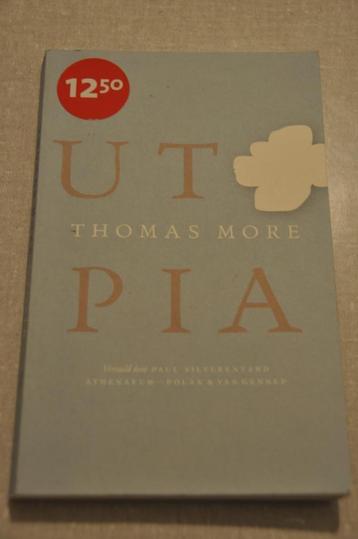 12⁵⁰
UT
THOMAS MORE
PIA
Vertaald door PAUL SILVERENTAND
ATHENAEUM—POLAK & VAN GENNEP